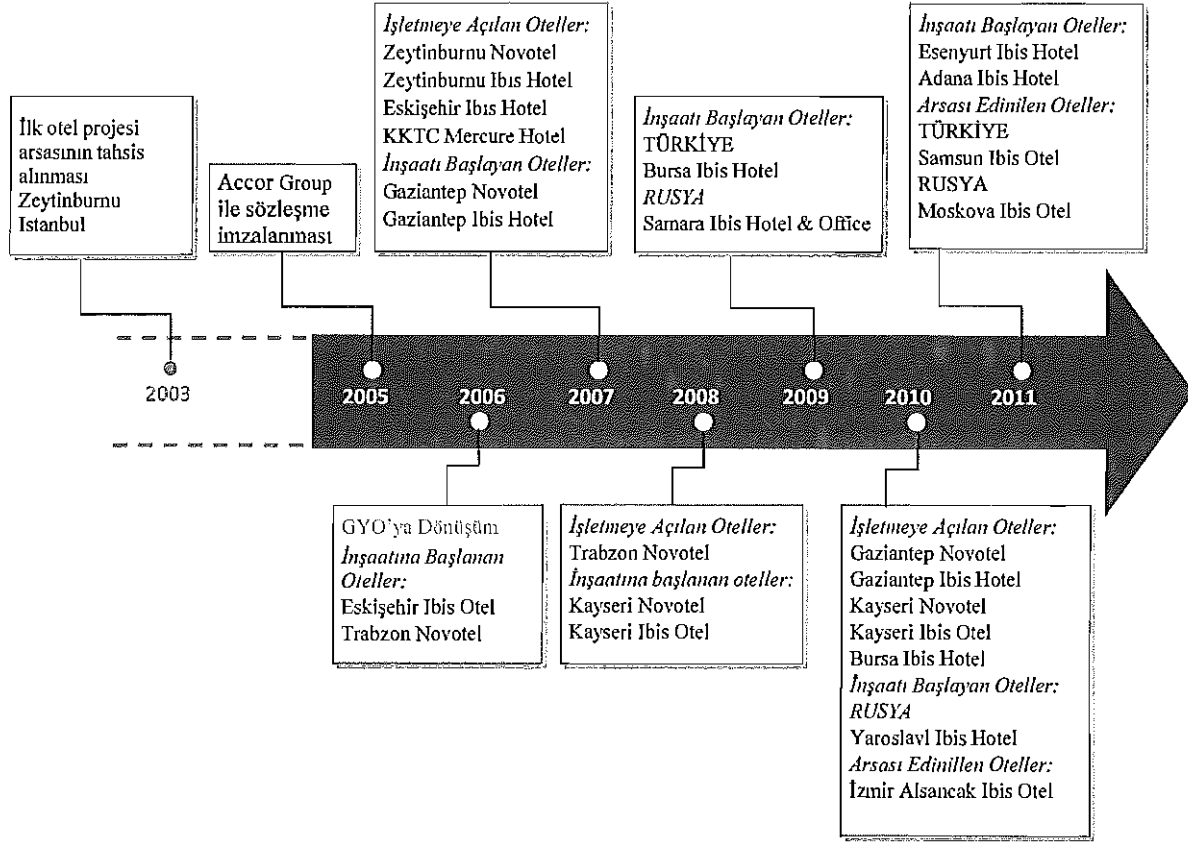 İlk otel projesi
arsasının tahsis
alınması
Zeytinburnu
Istanbul
Accor Group
ile sözleşme
imzalanması
İşletmeye Açılan Oteller:
Zeytinburnu Novotel
Zeytinburnu Ibıs Hotel
Eskişehir Ibıs Hotel
KKTC Mercure Hotel
İnşaatı Başlayan Oteller:
Gaziantep Novotel
Gaziantep Ibis Hotel
İnşaatı Başlayan Oteller:
TÜRKİYE
Bursa Ibis Hotel
RUSYA
Samara Ibis Hotel & Office
İnşaatı Başlayan Oteller:
Esenyurt Ibis Hotel
Adana Ibis Hotel
Arsası Edinilen Oteller:
TÜRKİYE
Samsun Ibis Otel
RUSYA
Moskova Ibis Otel
2003
2005
2006
2007
2008
2009
2010
2011
GYO'ya Dönüşüm
İnşaatına Başlanan
Oteller:
Eskişehir Ibis Otel
Trabzon Novotel
İşletmeye Açılan Oteller:
Trabzon Novotel
İnşaatına başlanan oteller:
Kayseri Novotel
Kayseri Ibis Otel
İşletmeye Açılan Oteller:
Gaziantep Novotel
Gaziantep Ibis Hotel
Kayseri Novotel
Kayseri Ibis Otel
Bursa Ibis Hotel
İnşaatı Başlayan Oteller:
RUSYA
Yaroslavl Ibis Hotel
Arsası Edinillen Oteller:
İzmir Alsancak Ibis Otel